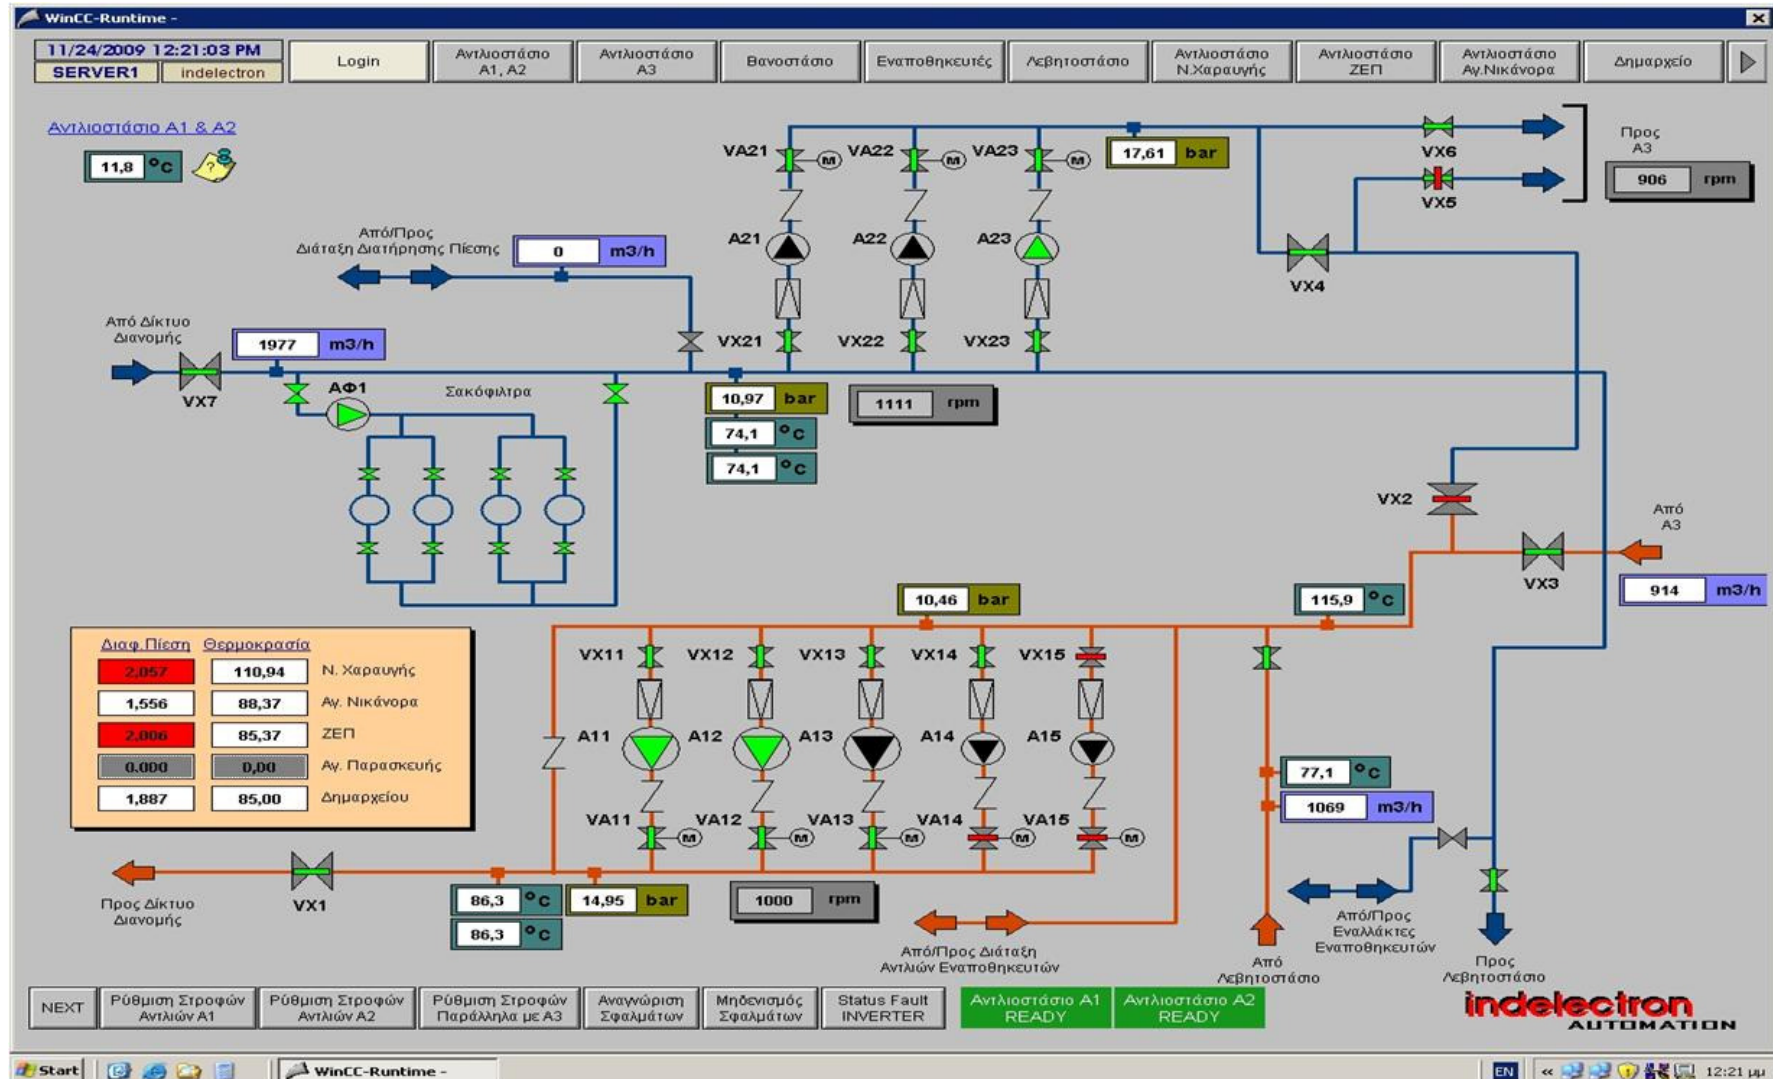 WinCC-Runtime -
11/24/2009 12:21:03 PM
SERVER1 indelectron
Login
Αντλιοστάσιο
Α1, Α2
Αντλιοστάσιο
Α3
Βανοστάσιο
Εναποθηκευτές
Λεβητοστάσιο
Αντλιοστάσιο
Ν.Χαραυγής
Αντλιοστάσιο
ΖΕΠ
Αντλιοστάσιο
Αγ.Νικάνορα
Δημαρχείο
Αντλιοστάσιο Α1 & Α2
11,8 °C
VA21 M VA22 M VA23 M
17,61 bar
VX6
VX5
Προς
Α3
906 rpm
Από/Προς
Διάταξη Διατήρησης Πίεσης
0 m3/h
A21 A22 A23
VX4
Από Δίκτυο
Διανομής
1977 m3/h
VX21 VX22 VX23
VX7
ΑΦ1
Σακόφιλτρα
10,97 bar
74,1 °C
74,1 °C
1111 rpm
VX2
Από
Α3
VX3
914 m3/h
10,46 bar
115,9 °C
Διαφ.Πίεση Θερμοκρασία
2,057 110,94 Ν. Χαραυγής
1,556 88,37 Αγ. Νικάνορα
2,006 85,37 ΖΕΠ
0.000 0,00 Αγ. Παρασκευής
1,887 85,00 Δημαρχείου
VX11 VX12 VX13 VX14 VX15
A11 A12 A13 A14 A15
VA11 M VA12 M VA13 M VA14 M VA15 M
77,1 °C
1069 m3/h
Προς Δίκτυο
Διανομής
VX1
86,3 °C
86,3 °C
14,95 bar
1000 rpm
Από/Προς Διάταξη
Αντλιών Εναποθηκευτών
Από
Λεβητοστάσιο
Από/Προς
Εναλλάκτες
Εναποθηκευτών
Προς
Λεβητοστάσιο
NEXT
Ρύθμιση Στροφών
Αντλιών Α1
Ρύθμιση Στροφών
Αντλιών Α2
Ρύθμιση Στροφών
Παράλληλα με Α3
Αναγνώριση
Σφαλμάτων
Μηδενισμός
Σφαλμάτων
Status Fault
INVERTER
Αντλιοστάσιο Α1
READY
Αντλιοστάσιο Α2
READY
indelectron
AUTOMATION
Start
WinCC-Runtime -
EN
« 12:21 μμ